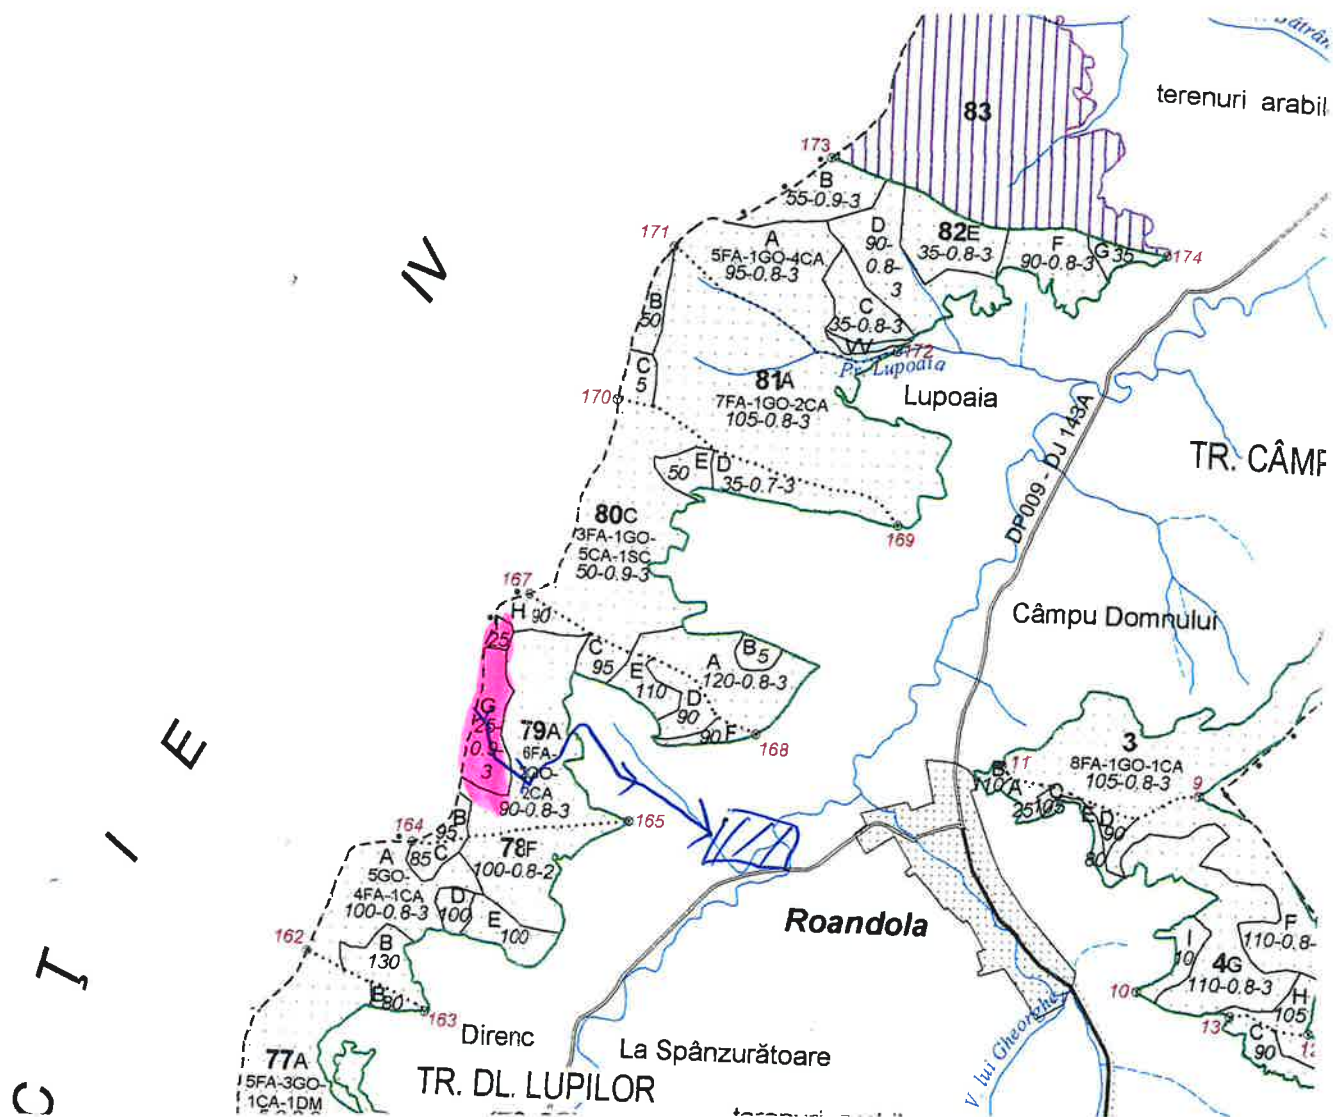 terenuri arabil
83
173
B
55-0.9-3
171
IV
A
5FA-1GO-4CA
95-0.8-3
D
90-
0.8-
3
82E
35-0.8-3
F
90-0.8-3
G 35
174
B
50
C
35-0.8-3
172
Pr. Lupoaia
C
5
81A
7FA-1GO-2CA
105-0.8-3
Lupoaia
170
DP009 - DJ 143A
TR. CÂMP
E
50
D
35-0.7-3
169
80C
3FA-1GO-
5CA-1SC
50-0.9-3
167
H 90
25
Câmpu Domnului
C
95
E
110
A
120-0.8-3
B 5
D
90
90 F
168
G
3
79A
6FA-
2CA
90-0.8-3
3
8FA-1GO-1CA
105-0.8-3
11
9
B
110
A
25
C
105
E
D
90
80
IE
164
B
95
165
85 C
78F
100-0.8-2
A
5GO-
4FA-1CA
100-0.8-3
D
100
E
100
Roandola
162
B
130
F
110-0.8-
I
10
4G
110-0.8-3
H
105
10
13
C
90
B 80
163
Ţ
Direnc
La Spânzurătoare
V. lui Gheorghe
77A
5FA-3GO-
1CA-1DM
TR. DL. LUPILOR
C